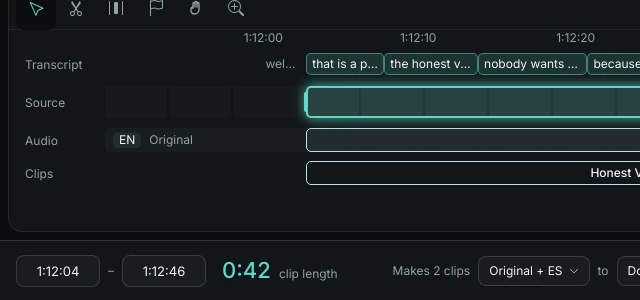 1:12:00 1:12:10 1:12:20
Transcript wel... that is a p... the honest v... nobody wants ... because
Source
Audio EN Original
Clips Honest V
1:12:04 – 1:12:46 0:42 clip length Makes 2 clips Original + ES to Do